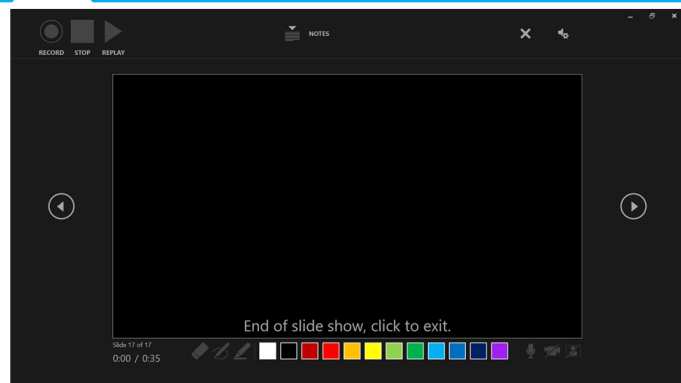 NOTES
RECORD STOP REPLAY
End of slide show, click to exit.
Slide 17 of 17
0:00 / 0:35